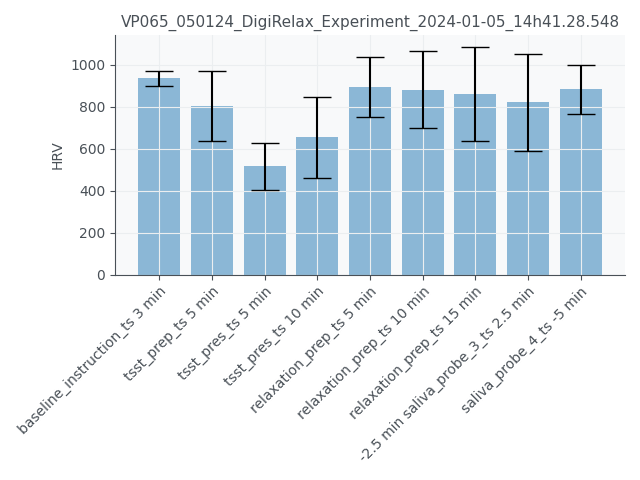 VP065_050124_DigiRelax_Experiment_2024-01-05_14h41.28.548
HRV
1000
800
600
400
200
0
baseline_instruction_ts 3 min
tsst_prep_ts 5 min
tsst_pres_ts 5 min
tsst_pres_ts 10 min
relaxation_prep_ts 5 min
relaxation_prep_ts 10 min
relaxation_prep_ts 15 min
-2.5 min saliva_probe_3_ts 2.5 min
saliva_probe_4_ts -5 min